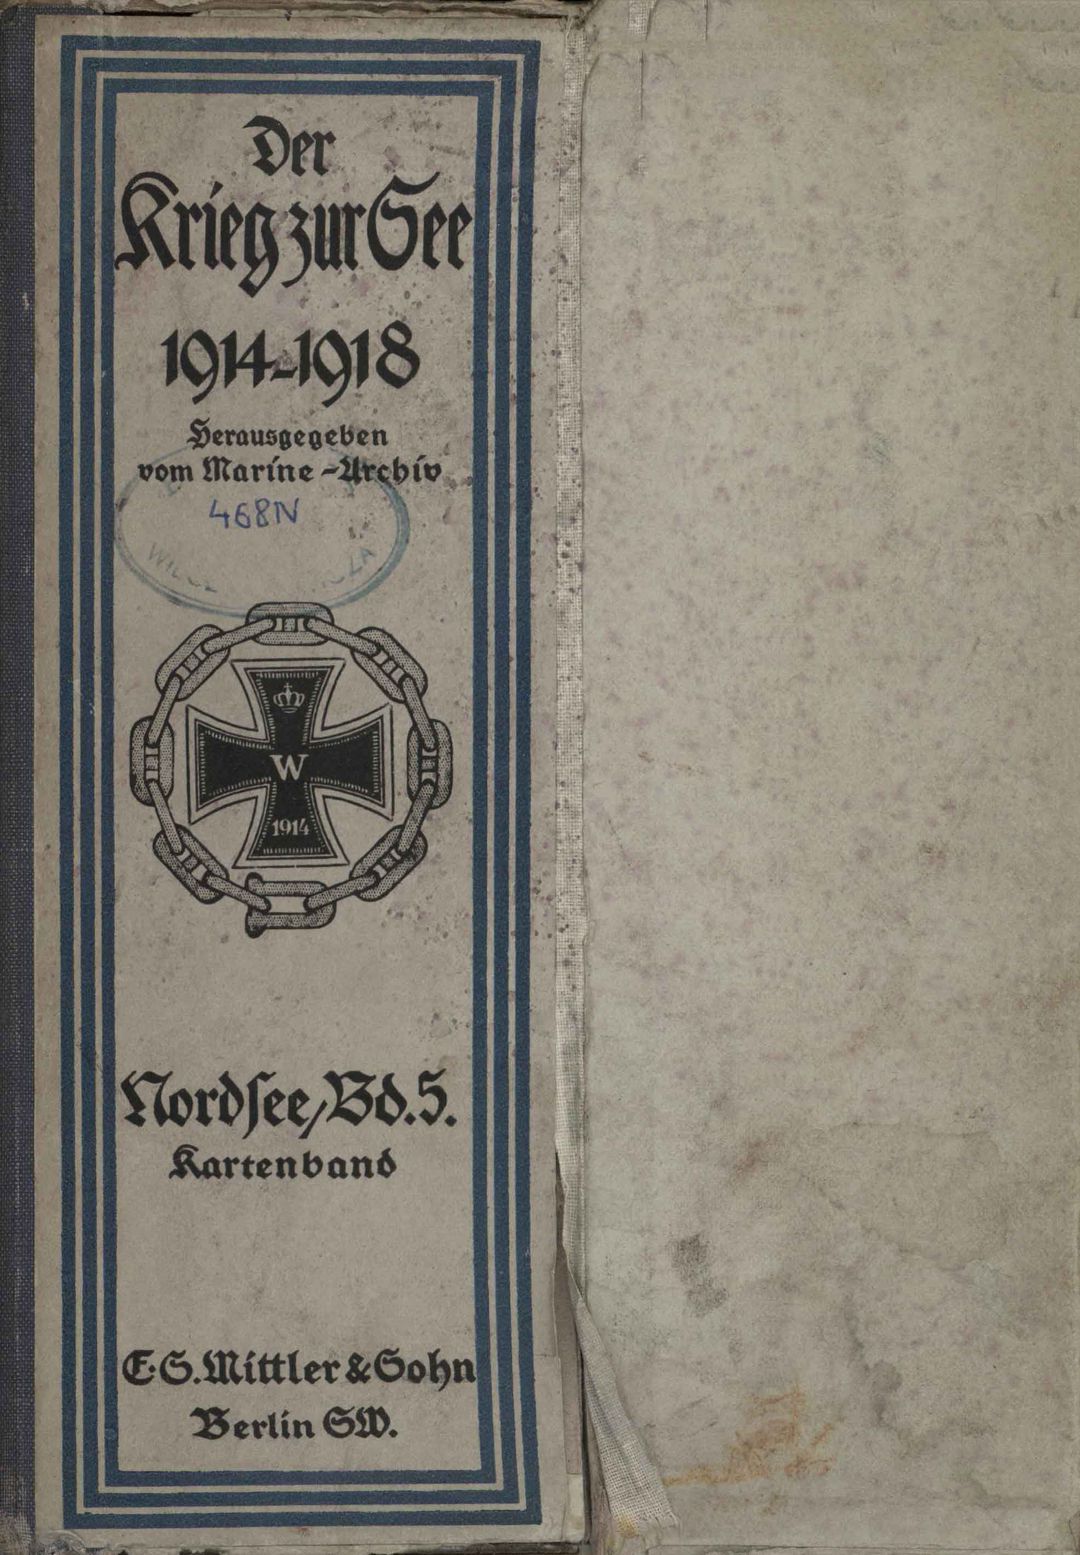 Der
Krieg zur See
1914-1918
Herausgegeben
vom Marine-Archiv
468N
W
1914
Nordsee, Bd. 5.
Kartenband
E. S. Mittler & Sohn
Berlin SW.